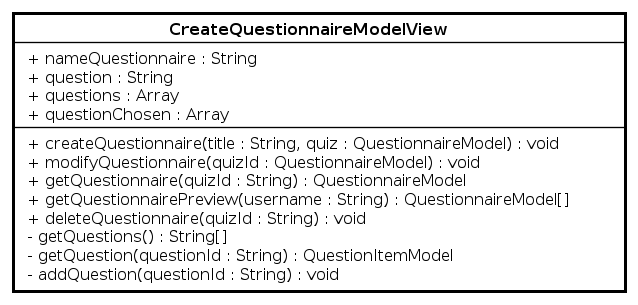 CreateQuestionnaireModelView
+ nameQuestionnaire : String
+ question : String
+ questions : Array
+ questionChosen : Array
+ createQuestionnaire(title : String, quiz : QuestionnaireModel) : void
+ modifyQuestionnaire(quizId : QuestionnaireModel) : void
+ getQuestionnaire(quizId : String) : QuestionnaireModel
+ getQuestionnairePreview(username : String) : QuestionnaireModel[]
+ deleteQuestionnaire(quizId : String) : void
- getQuestions() : String[]
- getQuestion(questionId : String) : QuestionItemModel
- addQuestion(questionId : String) : void